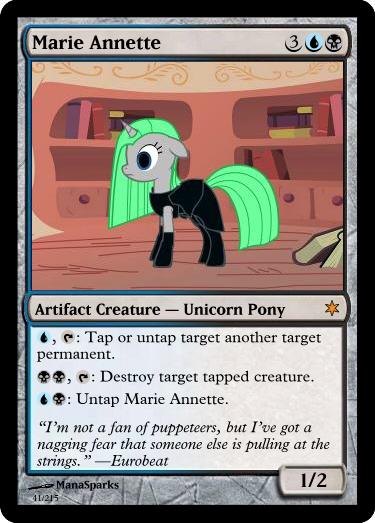 Marie Annette 3
Artifact Creature — Unicorn Pony
, : Tap or untap target another target
permanent.
, : Destroy target tapped creature.
: Untap Marie Annette.
“I’m not a fan of puppeteers, but I’ve got a
nagging fear that someone else is pulling at the
strings.” —Eurobeat
ManaSparks
41/215
1/2